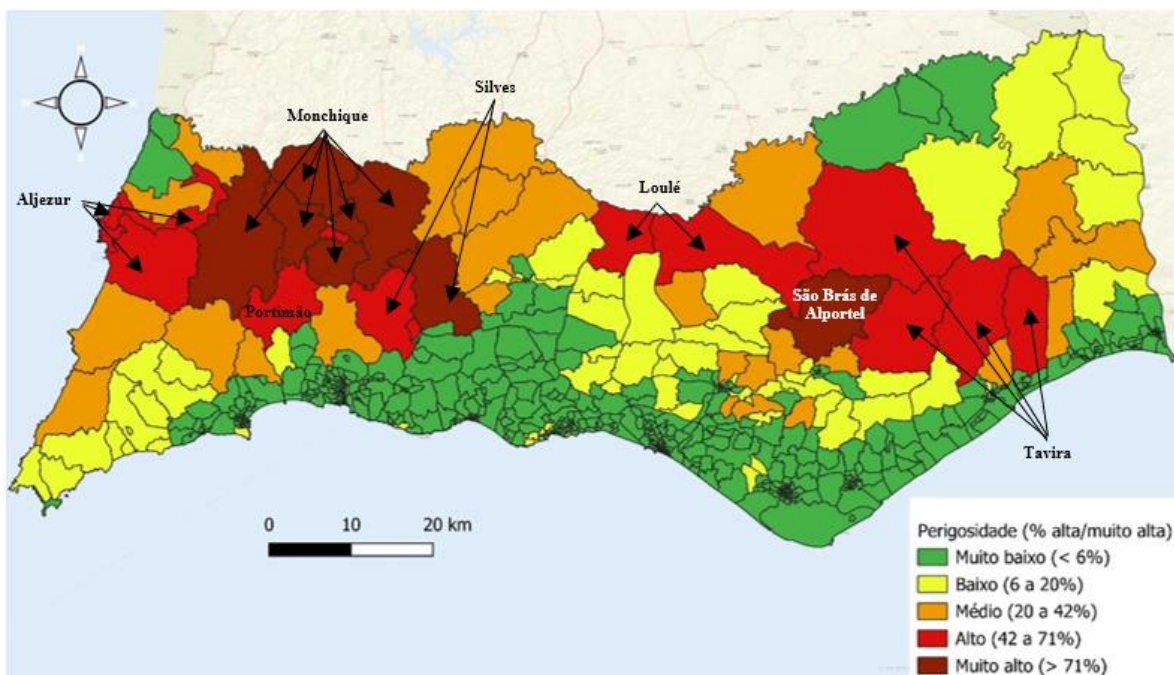 Silves
Monchique
Aljezur
Loulé
São Brás de
Alportel
Portimão
Tavira
0 10 20 km
Perigosidade (% alta/muito alta)
Muito baixo (< 6%)
Baixo (6 a 20%)
Médio (20 a 42%)
Alto (42 a 71%)
Muito alto (> 71%)